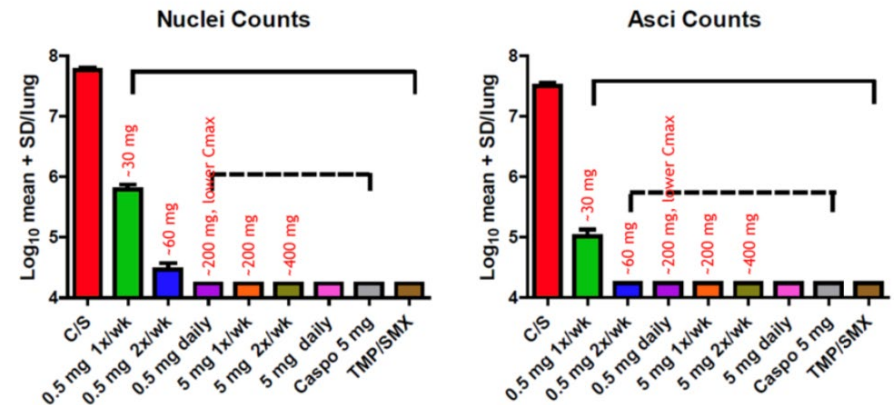 Nuclei Counts
Log10 mean + SD/lung
8
7
6
5
4
~30 mg
~60 mg
~200 mg, lower Cmax
~200 mg
~400 mg
C/S
0.5 mg 1x/wk
0.5 mg 2x/wk
0.5 mg daily
5 mg 1x/wk
5 mg 2x/wk
5 mg daily
Caspo 5 mg
TMP/SMX
Asci Counts
Log10 mean + SD/lung
8
7
6
5
4
~30 mg
~60 mg
~200 mg, lower Cmax
~200 mg
~400 mg
C/S
0.5 mg 1x/wk
0.5 mg 2x/wk
0.5 mg daily
5 mg 1x/wk
5 mg 2x/wk
5 mg daily
Caspo 5 mg
TMP/SMX